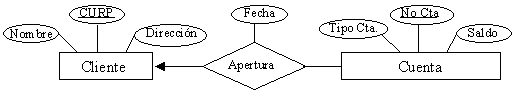 CURP
Fecha
No Cta
Nombre
Dirección
Tipo Cta.
Saldo
Cliente
Apertura
Cuenta